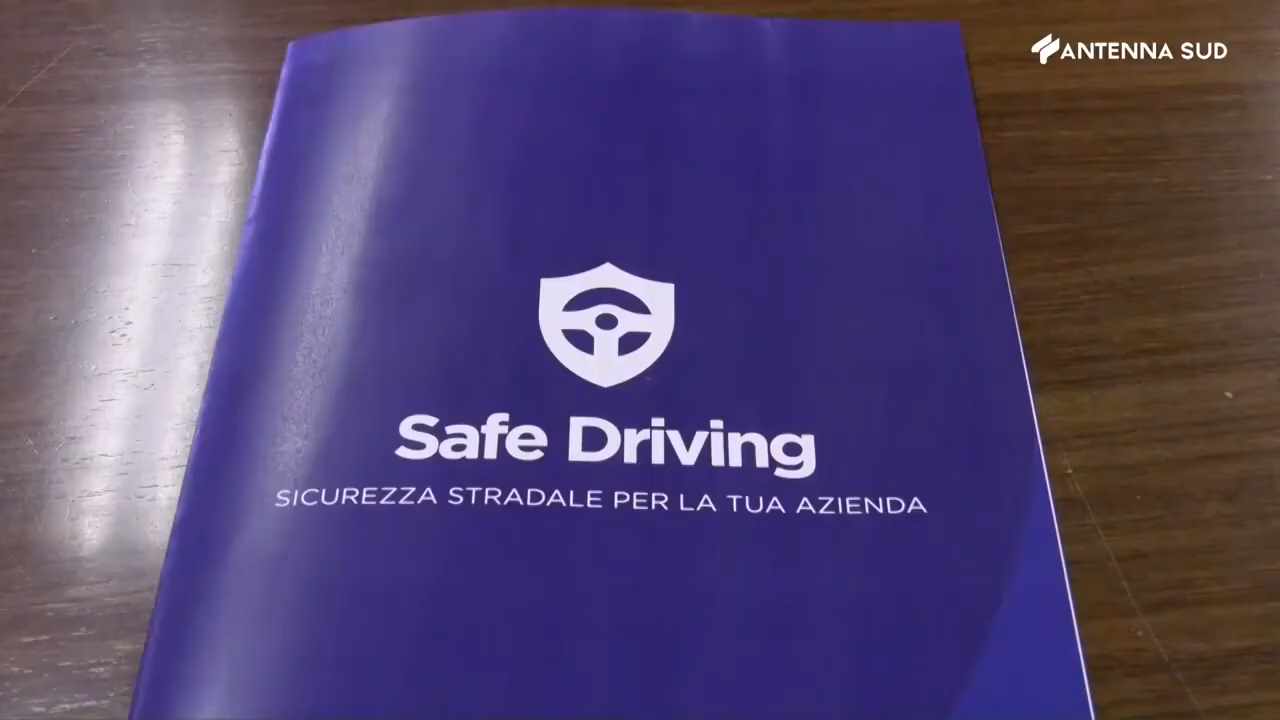 ANTENNA SUD
Safe Driving
SICUREZZA STRADALE PER LA TUA AZIENDA